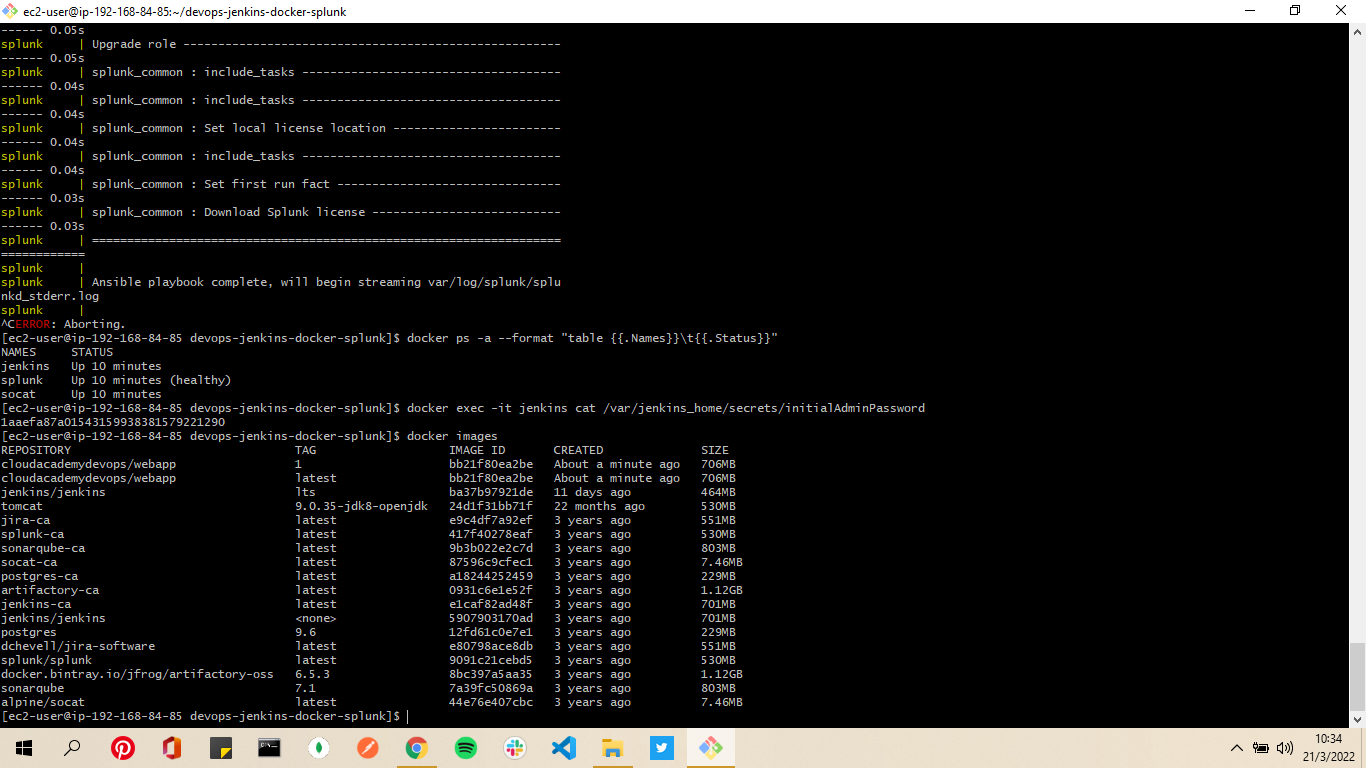 ec2-user@ip-192-168-84-85:~/devops-jenkins-docker-splunk
------ 0.05s
splunk     | Upgrade role ------------------------------------------------------
------ 0.05s
splunk     | splunk_common : include_tasks -------------------------------------
------ 0.04s
splunk     | splunk_common : include_tasks -------------------------------------
------ 0.04s
splunk     | splunk_common : Set local license location ------------------------
------ 0.04s
splunk     | splunk_common : include_tasks -------------------------------------
------ 0.04s
splunk     | splunk_common : Set first run fact --------------------------------
------ 0.03s
splunk     | splunk_common : Download Splunk license ---------------------------
------ 0.03s
splunk     | ===================================================================
============
splunk     |
splunk     | Ansible playbook complete, will begin streaming var/log/splunk/splu
nkd_stderr.log
splunk     |
^CERROR: Aborting.
[ec2-user@ip-192-168-84-85 devops-jenkins-docker-splunk]$ docker ps -a --format "table {{.Names}}\t{{.Status}}"
NAMES     STATUS
jenkins   Up 10 minutes
splunk    Up 10 minutes (healthy)
socat     Up 10 minutes
[ec2-user@ip-192-168-84-85 devops-jenkins-docker-splunk]$ docker exec -it jenkins cat /var/jenkins_home/secrets/initialAdminPassword
1aaefa87a01543159938381579221290
[ec2-user@ip-192-168-84-85 devops-jenkins-docker-splunk]$ docker images
REPOSITORY                                TAG                   IMAGE ID       CREATED              SIZE
cloudacademydevops/webapp                 1                     bb21f80ea2be   About a minute ago   706MB
cloudacademydevops/webapp                 latest                bb21f80ea2be   About a minute ago   706MB
jenkins/jenkins                           lts                   ba37b97921de   11 days ago          464MB
tomcat                                    9.0.35-jdk8-openjdk   24d1f31bb71f   22 months ago        530MB
jira-ca                                   latest                e9c4df7a92ef   3 years ago          551MB
splunk-ca                                 latest                417f40278eaf   3 years ago          530MB
sonarqube-ca                              latest                9b3b022e2c7d   3 years ago          803MB
socat-ca                                  latest                87596c9cfec1   3 years ago          7.46MB
postgres-ca                               latest                a18244252459   3 years ago          229MB
artifactory-ca                            latest                0931c6e1e52f   3 years ago          1.12GB
jenkins-ca                                latest                e1caf82ad48f   3 years ago          701MB
jenkins/jenkins                           <none>                5907903170ad   3 years ago          701MB
postgres                                  9.6                   12fd61c0e7e1   3 years ago          229MB
dchevell/jira-software                    latest                e80798ace8db   3 years ago          551MB
splunk/splunk                             latest                9091c21cebd5   3 years ago          530MB
docker.bintray.io/jfrog/artifactory-oss   6.5.3                 8bc397a5aa35   3 years ago          1.12GB
sonarqube                                 7.1                   7a39fc50869a   3 years ago          803MB
alpine/socat                              latest                44e76e407cbc   3 years ago          7.46MB
[ec2-user@ip-192-168-84-85 devops-jenkins-docker-splunk]$
10:34
21/3/2022